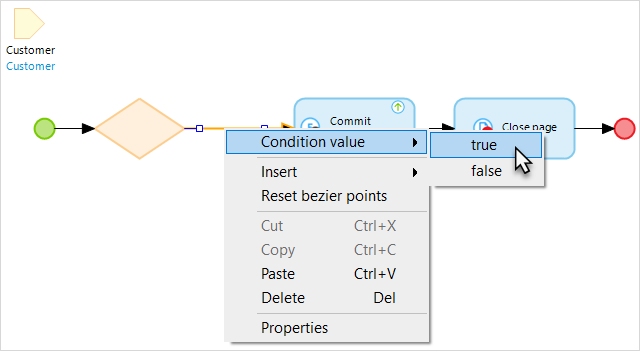 Customer
Customer
Commit
Close page
Condition value
true
false
Insert
Reset bezier points
Cut Ctrl+X
Copy Ctrl+C
Paste Ctrl+V
Delete Del
Properties